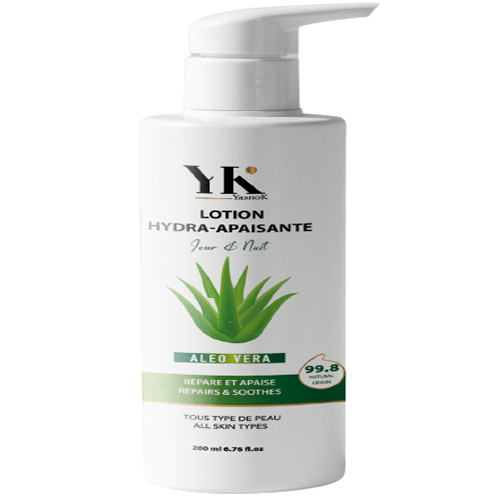 YK
YasnoK
LOTION
HYDRA-APAISANTE
Jour & Nuit
ALEO VERA
99.8
NATURAL
ORIGIN
RÉPARE ET APAISE
REPAIRS & SOOTHES
TOUS TYPE DE PEAU
ALL SKIN TYPES
200 ml 6.75 fl.oz